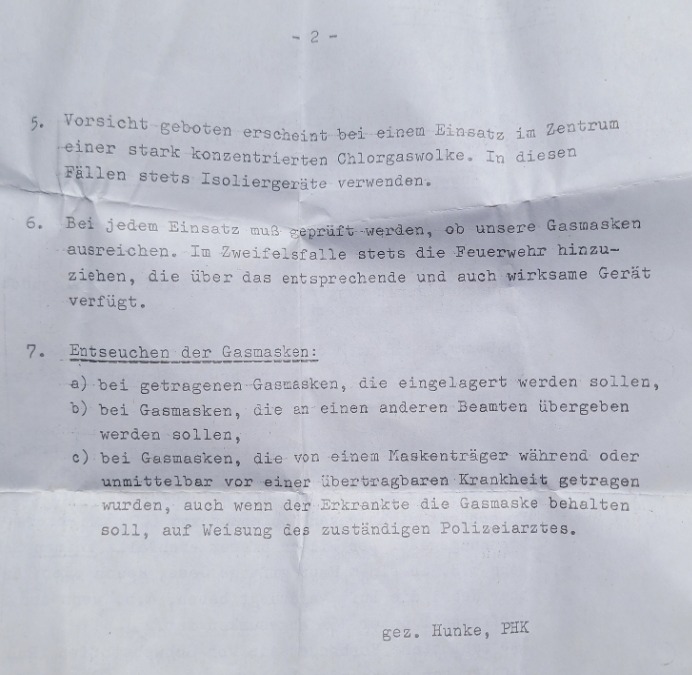 - 2 -
5. Vorsicht geboten erscheint bei einem Einsatz im Zentrum
einer stark konzentrierten Chlorgaswolke. In diesen
Fällen stets Isoliergeräte verwenden.
6. Bei jedem Einsatz muß geprüft werden, ob unsere Gasmasken
ausreichen. Im Zweifelsfalle stets die Feuerwehr hinzu-
ziehen, die über das entsprechende und auch wirksame Gerät
verfügt.
7. Entseuchen der Gasmasken:
a) bei getragenen Gasmasken, die eingelagert werden sollen,
b) bei Gasmasken, die an einen anderen Beamten übergeben
werden sollen,
c) bei Gasmasken, die von einem Maskenträger während oder
unmittelbar vor einer übertragbaren Krankheit getragen
wurden, auch wenn der Erkrankte die Gasmaske behalten
soll, auf Weisung des zuständigen Polizeiarztes.
gez. Hunke, PHK